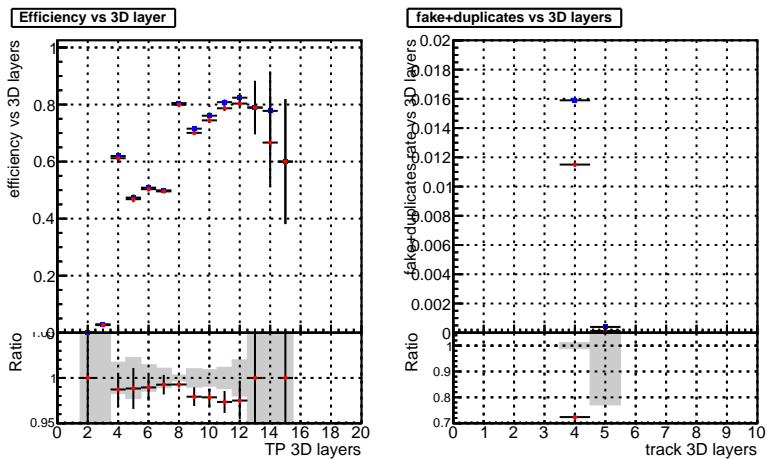 Efficiency vs 3D layer
efficiency vs 3D layers
1
0.8
0.6
0.4
0.2
0
Ratio
1
0.95
0 2 4 6 8 10 12 14 16 18 20
TP 3D layers
fake+duplicates vs 3D layers
fake+duplicates rate vs 3D layers
0.02
0.018
0.016
0.014
0.012
0.01
0.008
0.006
0.004
0.002
0
Ratio
1
0.9
0.8
0.7
0 1 2 3 4 5 6 7 8 9 10
track 3D layers